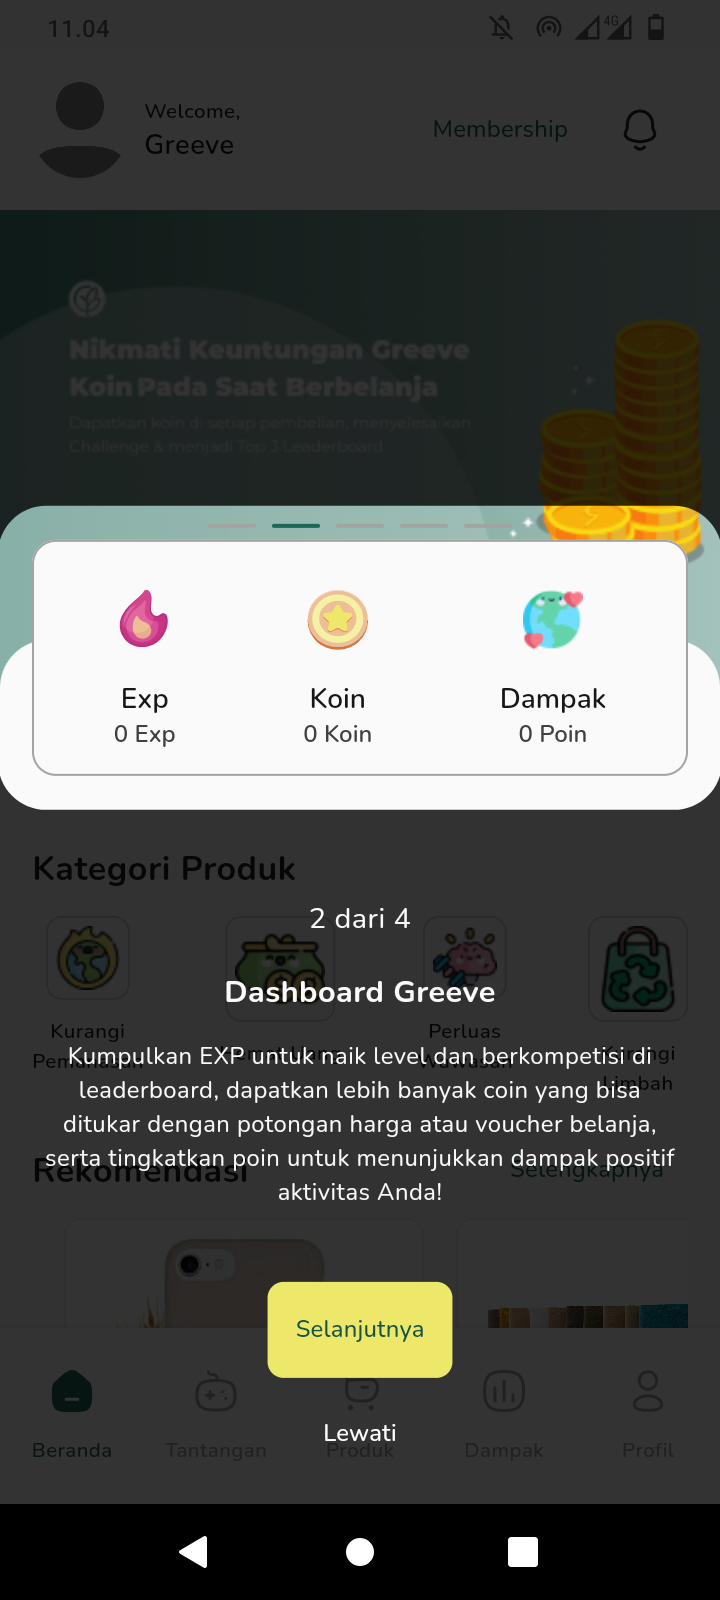 11.04
4G
Welcome,
Greeve
Membership
Nikmati Keuntungan Greeve
Koin Pada Saat Berbelanja
Dapatkan koin di setiap pembelian, menyelesaikan
Challenge & menjadi Top 3 Leaderboard
Exp
Koin
Dampak
0 Exp
0 Koin
0 Poin
Kategori Produk
2 dari 4
Dashboard Greeve
Kurangi
Pemanasan
Perluas
Wawasan
Kurangi
Limbah
Kumpulkan EXP untuk naik level dan berkompetisi di
leaderboard, dapatkan lebih banyak coin yang bisa
ditukar dengan potongan harga atau voucher belanja,
serta tingkatkan poin untuk menunjukkan dampak positif
aktivitas Anda!
Rekomendasi
Selengkapnya
Selanjutnya
Lewati
Beranda
Tantangan
Produk
Dampak
Profil